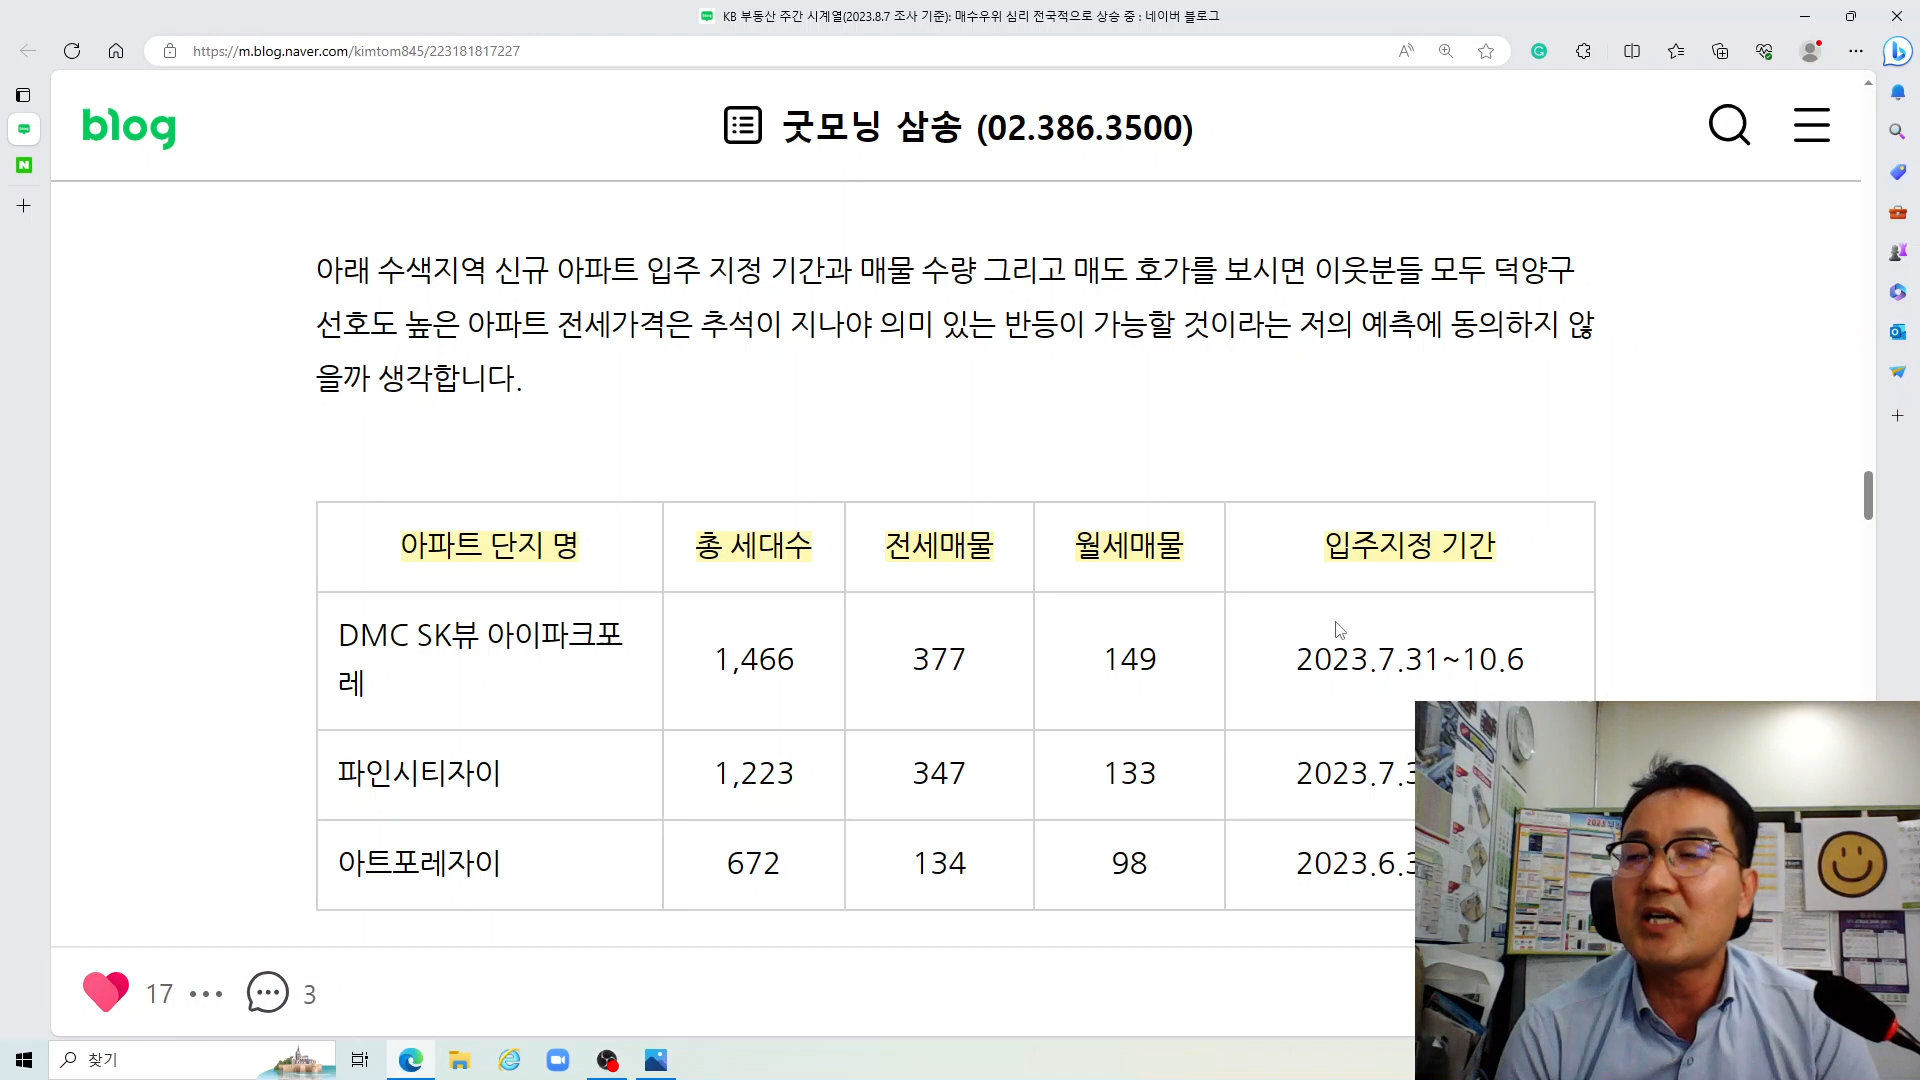 KB 부동산 주간 시계열(2023.8.7 조사 기준): 매수우위 심리 전국적으로 상승 중 : 네이버 블로그
https://m.blog.naver.com/kimtom845/223181817227
blog
굿모닝 삼송 (02.386.3500)
아래 수색지역 신규 아파트 입주 지정 기간과 매물 수량 그리고 매도 호가를 보시면 이웃분들 모두 덕양구
선호도 높은 아파트 전세가격은 추석이 지나야 의미 있는 반등이 가능할 것이라는 저의 예측에 동의하지 않
을까 생각합니다.
아파트 단지 명 총 세대수 전세매물 월세매물 입주지정 기간
DMC SK뷰 아이파크포
레
1,466 377 149 2023.7.31~10.6
파인시티자이 1,223 347 133 2023.7.3
아트포레자이 672 134 98 2023.6.3
17 3
찾기